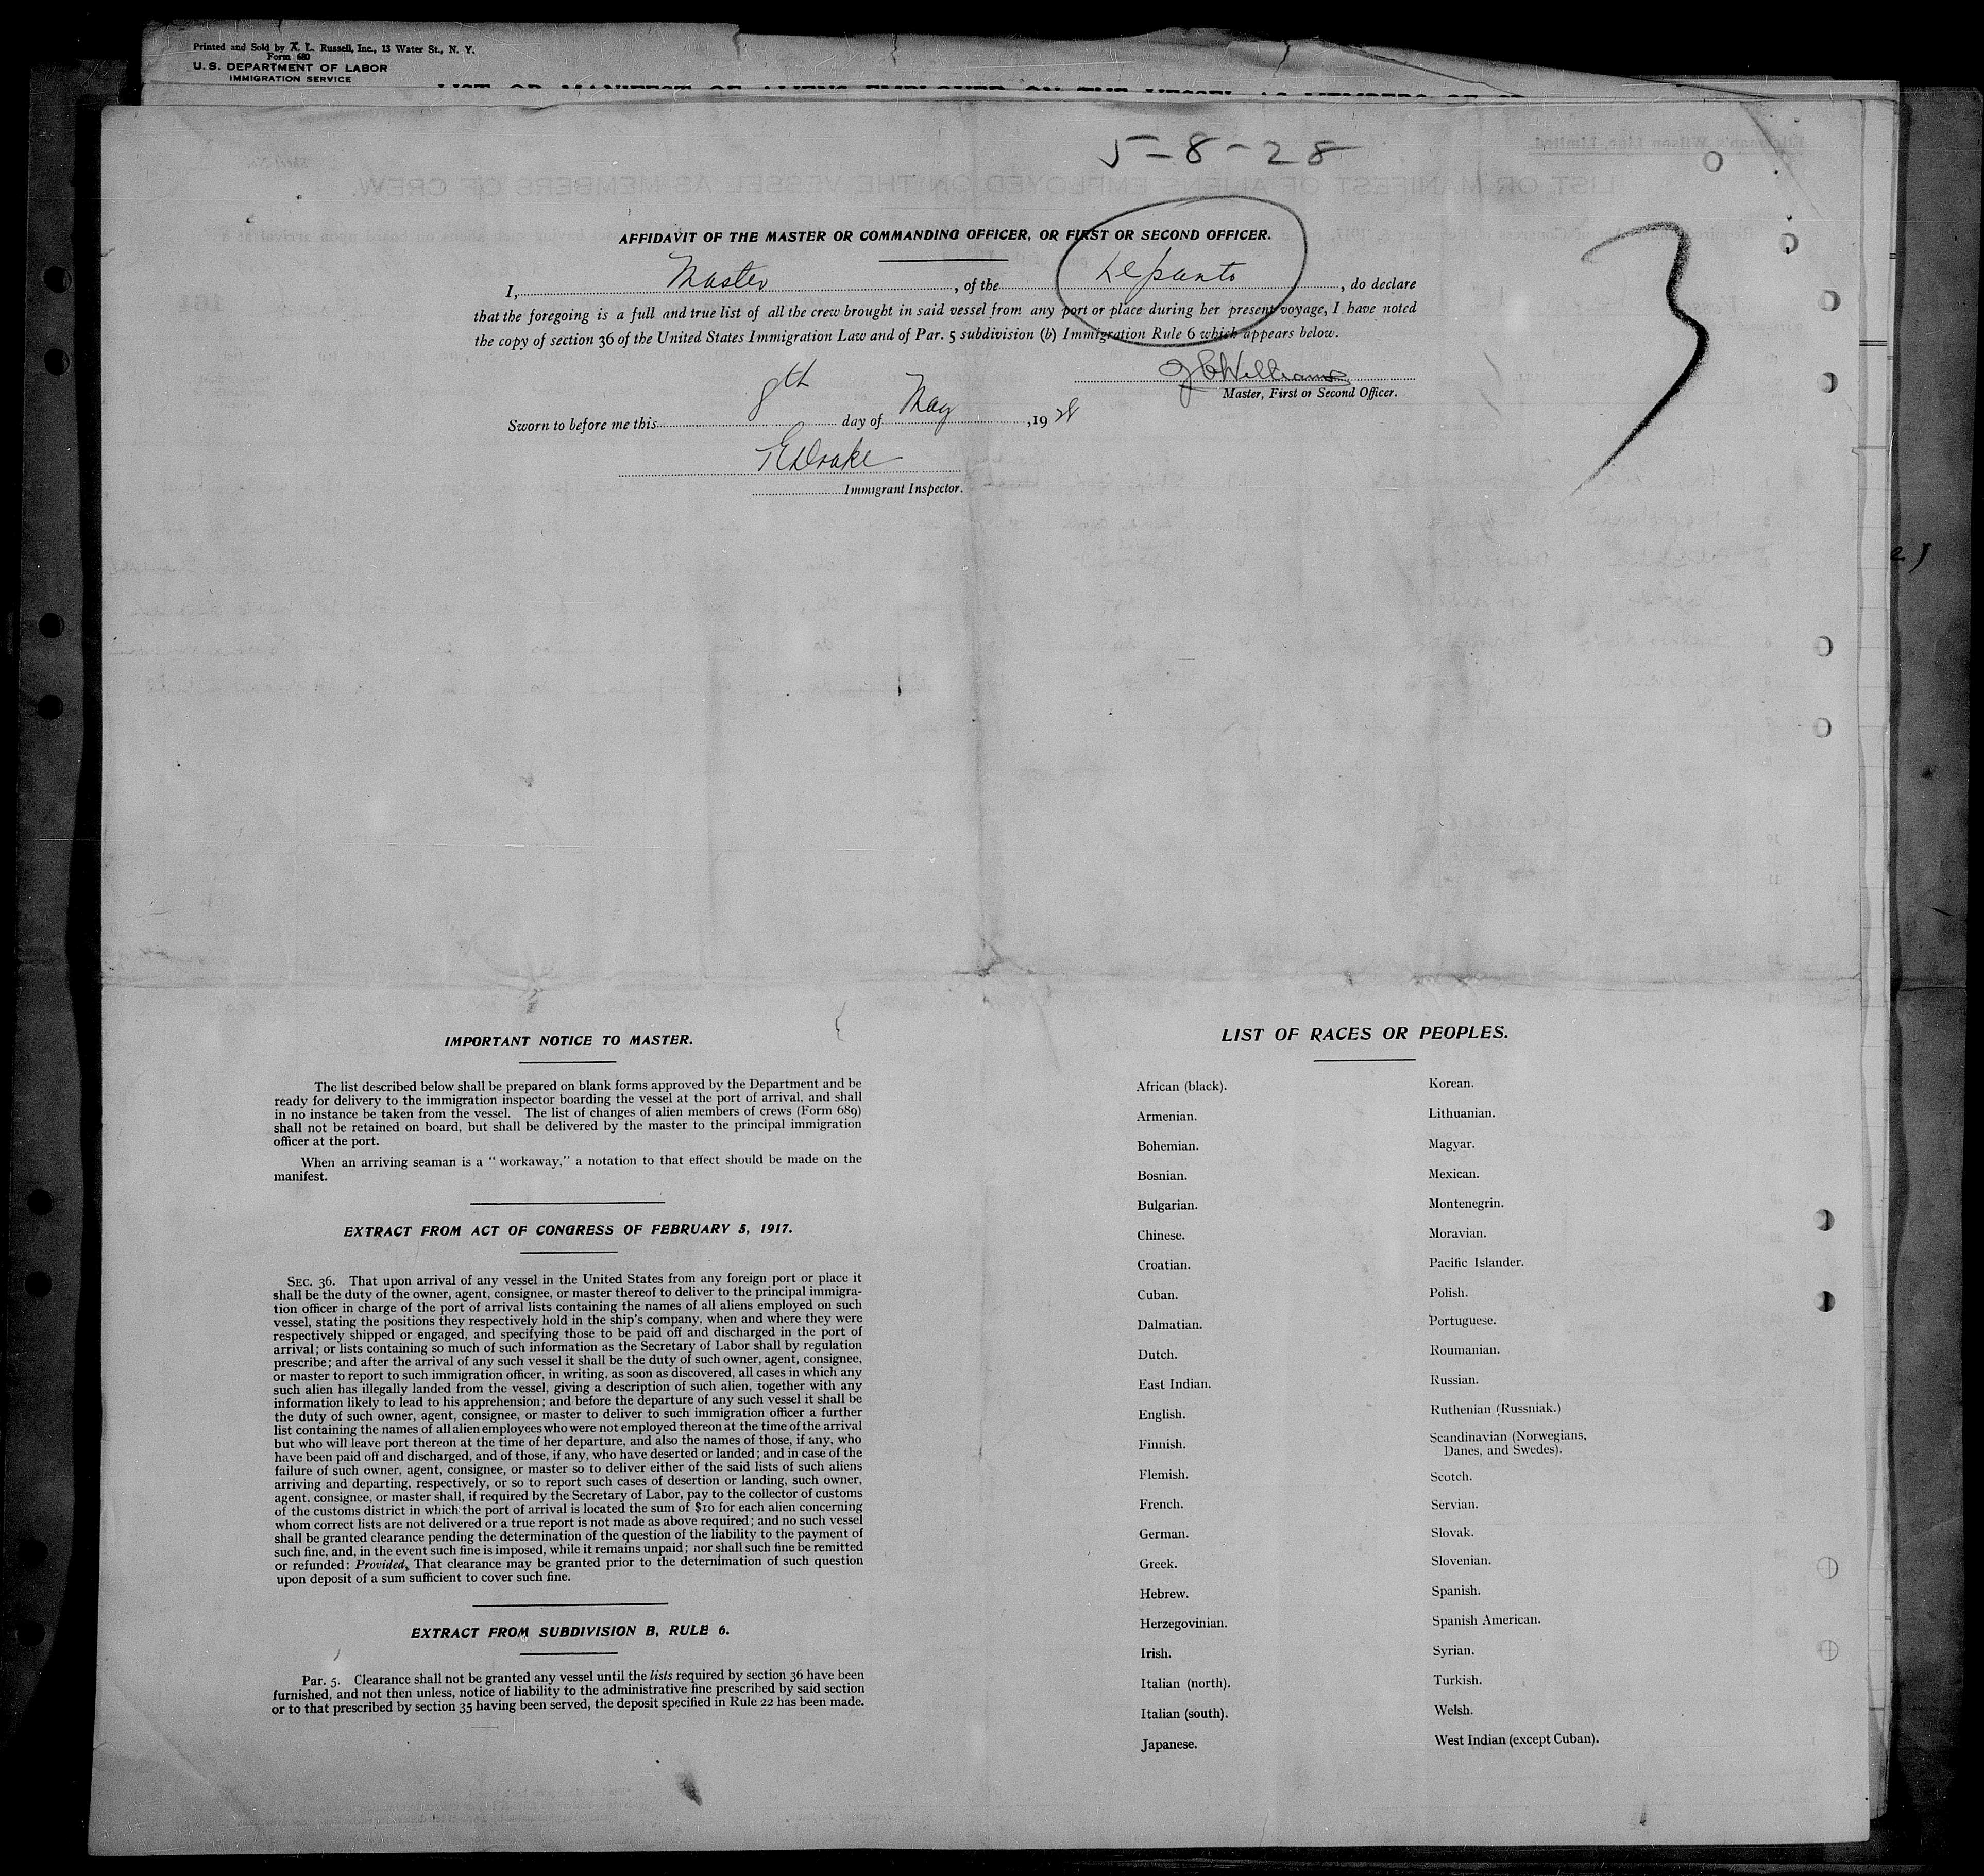 Printed and Sold by A. L. Russell, Inc., 13 Water St., N. Y.
Form 680
U. S. DEPARTMENT OF LABOR
IMMIGRATION SERVICE
LIST OR MANIFEST OF ALIENS EMPLOYED ON THE VESSEL AS MEMBERS OF
5-8-28
Ellerman's Wilson Line, Limited.
LIST OR MANIFEST OF ALIENS EMPLOYED ON THE VESSEL AS MEMBERS OF CREW.
3
AFFIDAVIT OF THE MASTER OR COMMANDING OFFICER, OR FIRST OR SECOND OFFICER.
I, Master, of the Lepanto, do declare
that the foregoing is a full and true list of all the crew brought in said vessel from any port or place during her present voyage, I have noted
the copy of section 36 of the United States Immigration Law and of Par. 5 subdivision (b) Immigration Rule 6 which appears below.
Master, First or Second Officer.
Sworn to before me this 8th day of May, 1928
Drake
Immigrant Inspector.
IMPORTANT NOTICE TO MASTER.
The list described below shall be prepared on blank forms approved by the Department and be
ready for delivery to the immigration inspector boarding the vessel at the port of arrival, and shall
in no instance be taken from the vessel. The list of changes of alien members of crews (Form 689)
shall not be retained on board, but shall be delivered by the master to the principal immigration
officer at the port.
When an arriving seaman is a " workaway," a notation to that effect should be made on the
manifest.
EXTRACT FROM ACT OF CONGRESS OF FEBRUARY 5, 1917.
SEC. 36. That upon arrival of any vessel in the United States from any foreign port or place it
shall be the duty of the owner, agent, consignee, or master thereof to deliver to the principal immigra-
tion officer in charge of the port of arrival lists containing the names of all aliens employed on such
vessel, stating the positions they respectively hold in the ship's company, when and where they were
respectively shipped or engaged, and specifying those to be paid off and discharged in the port of
arrival; or lists containing so much of such information as the Secretary of Labor shall by regulation
prescribe; and after the arrival of any such vessel it shall be the duty of such owner, agent, consignee,
or master to report to such immigration officer, in writing, as soon as discovered, all cases in which any
such alien has illegally landed from the vessel, giving a description of such alien, together with any
information likely to lead to his apprehension; and before the departure of any such vessel it shall be
the duty of such owner, agent, consignee, or master to deliver to such immigration officer a further
list containing the names of all alien employees who were not employed thereon at the time of the arrival
but who will leave port thereon at the time of her departure, and also the names of those, if any, who
have been paid off and discharged, and of those, if any, who have deserted or landed; and in case of the
failure of such owner, agent, consignee, or master so to deliver either of the said lists of such aliens
arriving and departing, respectively, or so to report such cases of desertion or landing, such owner,
agent. consignee, or master shall, if required by the Secretary of Labor, pay to the collector of customs
of the customs district in which the port of arrival is located the sum of $10 for each alien concerning
whom correct lists are not delivered or a true report is not made as above required; and no such vessel
shall be granted clearance pending the determination of the question of the liability to the payment of
such fine, and, in the event such fine is imposed, while it remains unpaid; nor shall such fine be remitted
or refunded: Provided, That clearance may be granted prior to the deternimation of such question
upon deposit of a sum sufficient to cover such fine.
EXTRACT FROM SUBDIVISION B, RULE 6.
Par. 5. Clearance shall not be granted any vessel until the lists required by section 36 have been
furnished, and not then unless, notice of liability to the administrative fine prescribed by said section
or to that prescribed by section 35 having been served, the deposit specified in Rule 22 has been made.
LIST OF RACES OR PEOPLES.
African (black).
Armenian.
Bohemian.
Bosnian.
Bulgarian.
Chinese.
Croatian.
Cuban.
Dalmatian.
Dutch.
East Indian.
English.
Finnish.
Flemish.
French.
German.
Greek.
Hebrew.
Herzegovinian.
Irish.
Italian (north).
Italian (south).
Japanese.
Korean.
Lithuanian.
Magyar.
Mexican.
Montenegrin.
Moravian.
Pacific Islander.
Polish.
Portuguese.
Roumanian.
Russian.
Ruthenian (Russniak.)
Scandinavian (Norwegians,
Danes, and Swedes).
Scotch.
Servian.
Slovak.
Slovenian.
Spanish.
Spanish American.
Syrian.
Turkish.
Welsh.
West Indian (except Cuban).